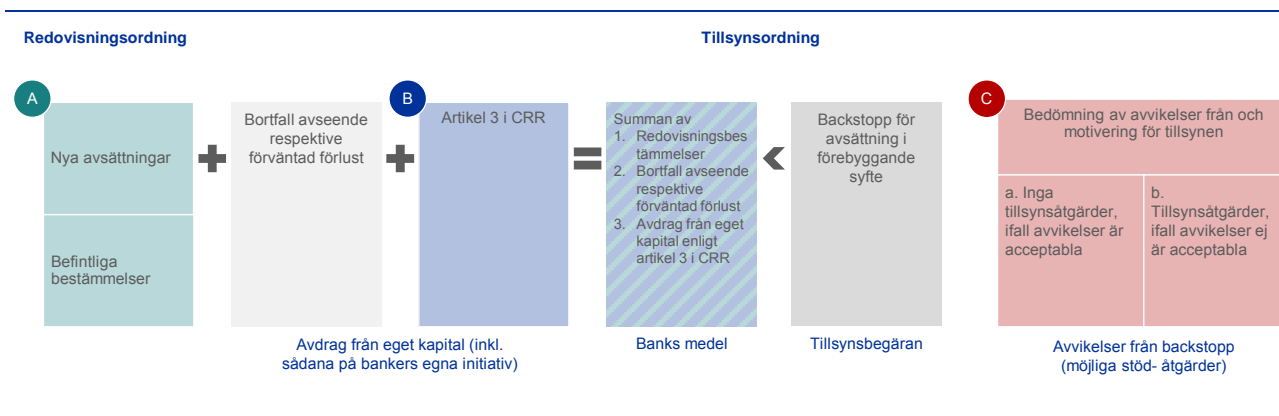 Redovisningsordning
Tillsynsordning
A
Nya avsättningar
Befintliga
bestämmelser
Bortfall avseende
respektive
förväntad förlust
B
Artikel 3 i CRR
Avdrag från eget kapital (inkl.
sådana på bankers egna initiativ)
Summan av
1. Redovisningsbes
tämmelser
2. Bortfall avseende
respektive
förväntad förlust
3. Avdrag från eget
kapital enligt
artikel 3 i CRR
Banks medel
Backstopp för
avsättning i
förebyggande
syfte
Tillsynsbegäran
C
Bedömning av avvikelser från och
motivering för tillsynen
a. Inga
tillsynsåtgärder,
ifall avvikelser är
acceptabla
b.
Tillsynsåtgärder,
ifall avvikelser ej
är acceptabla
Avvikelser från backstopp
(möjliga stöd- åtgärder)